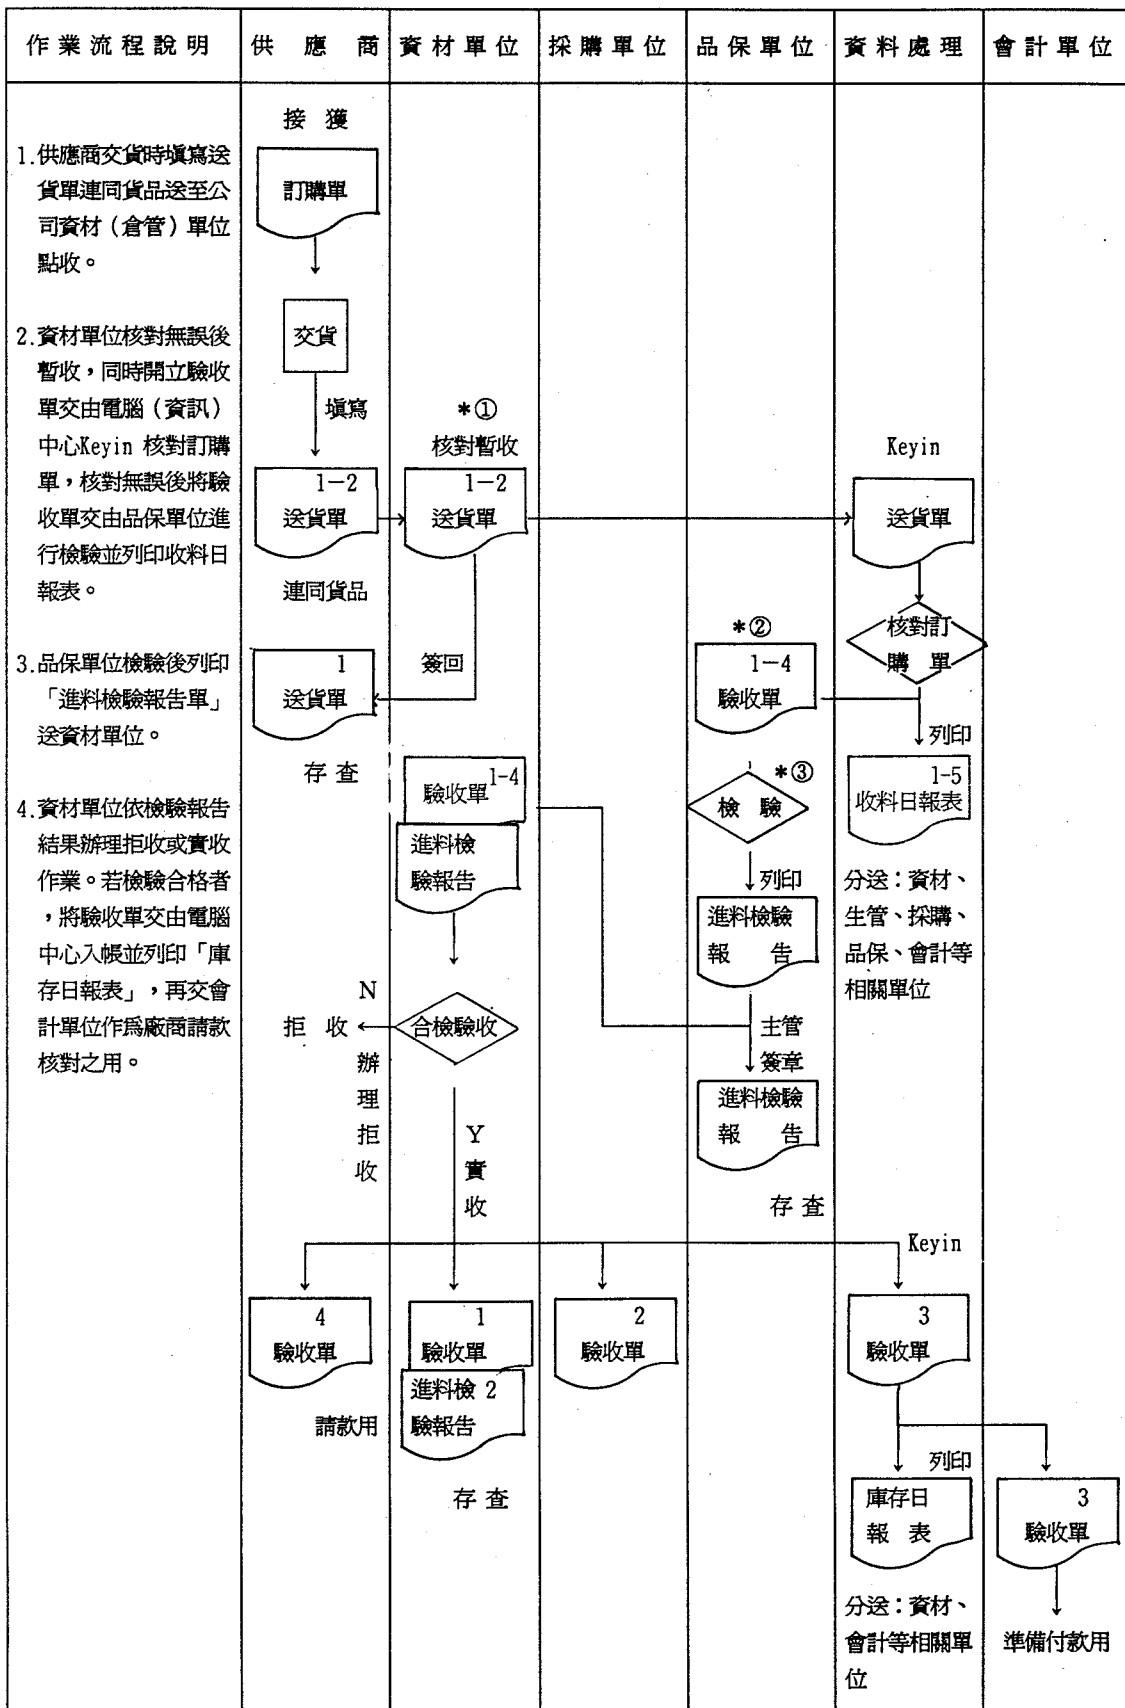 作業流程說明
供應商
資材單位
採購單位
品保單位
資料處理
會計單位
1.供應商交貨時填寫送
貨單連同貨品送至公
司資材（倉管）單位
點收。
2.資材單位核對無誤後
暫收，同時開立驗收
單交由電腦（資訊）
中心Keyin 核對訂購
單，核對無誤後將驗
收單交由品保單位進
行檢驗並列印收料日
報表。
3.品保單位檢驗後列印
「進料檢驗報告單」
送資材單位。
4.資材單位依檢驗報告
結果辦理拒收或實收
作業。若檢驗合格者
，將驗收單交由電腦
中心入帳並列印「庫
存日報表」，再交會
計單位作爲廠商請款
核對之用。
接獲
訂購單
交貨
填寫
1-2
送貨單
連同貨品
*①
核對暫收
1-2
送貨單
Keyin
送貨單
核對訂
購單
簽回
1
送貨單
存查
*②
1-4
驗收單
列印
1-5
收料日報表
分送：資材、
生管、採購、
品保、會計等
相關單位
*③
檢驗
列印
進料檢驗
報告
主管
簽章
進料檢驗
報告
存查
1-4
驗收單
進料檢
驗報告
合檢驗收
N
拒收
辦
理
拒
收
Y
實
收
Keyin
4
驗收單
請款用
1
驗收單
進料檢 2
驗報告
存查
2
驗收單
3
驗收單
列印
庫存日
報表
分送：資材、
會計等相關單
位
3
驗收單
準備付款用